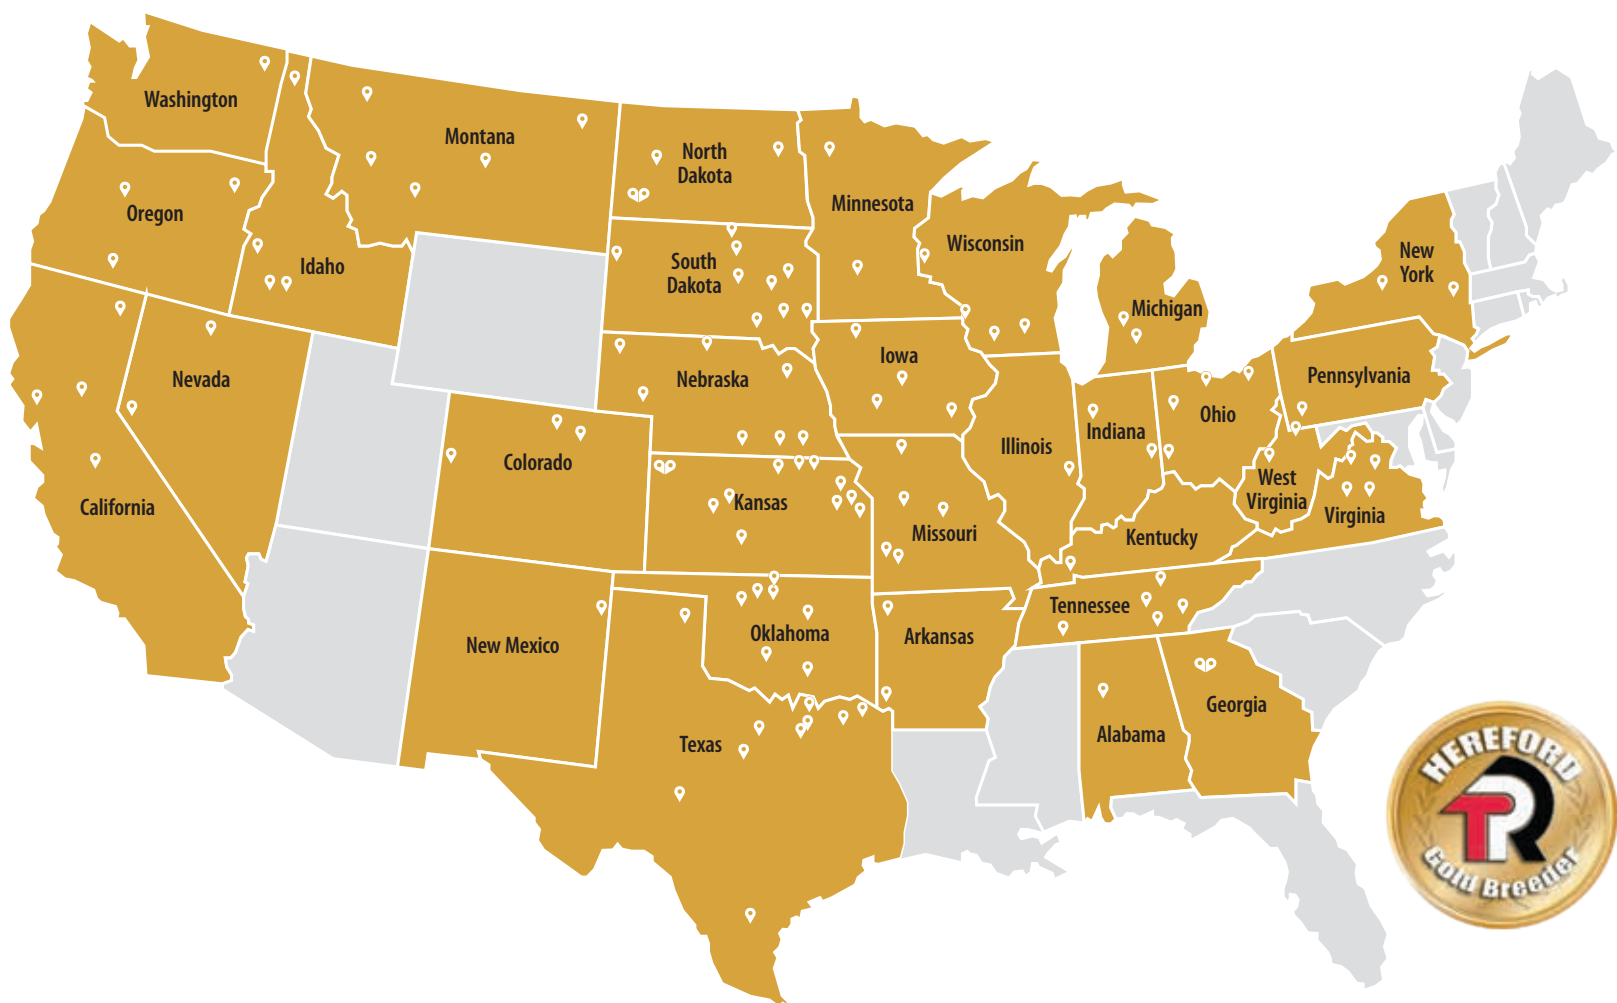 Washington
Montana
North
Dakota
Minnesota
Oregon
Idaho
South
Dakota
Wisconsin
Michigan
New
York
Nevada
Nebraska
Iowa
Pennsylvania
California
Colorado
Kansas
Illinois
Indiana
Ohio
West
Virginia
Virginia
Missouri
Kentucky
New Mexico
Oklahoma
Arkansas
Tennessee
Texas
Alabama
Georgia
HEREFORD
TPR
Gold Breeder